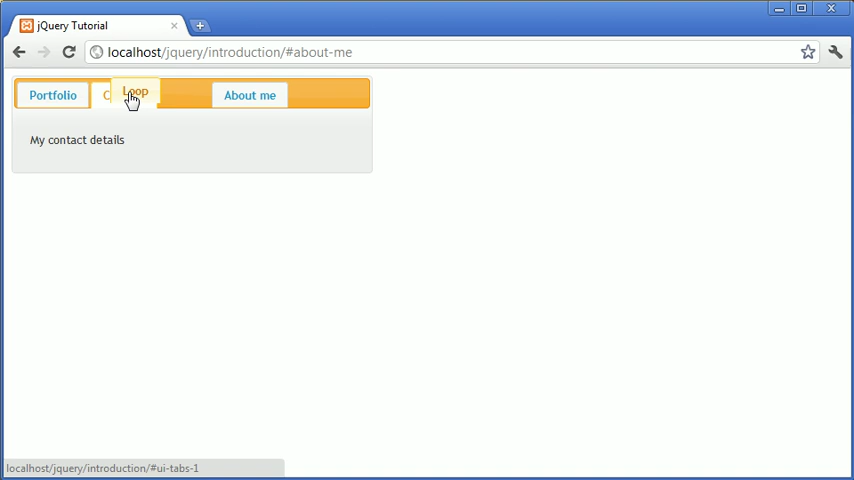 jQuery Tutorial
localhost/jquery/introduction/#about-me
Portfolio C Loop About me
My contact details
localhost/jquery/introduction/#ui-tabs-1